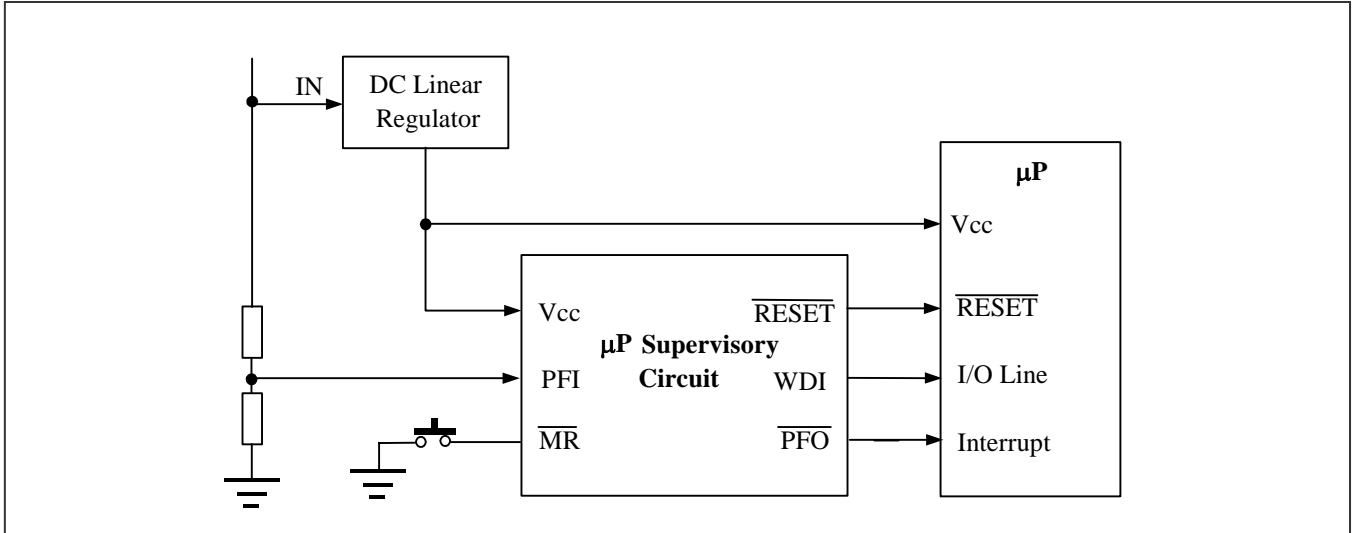 IN
DC Linear
Regulator
μP
Vcc
Vcc
RESET
RESET
μP Supervisory
Circuit
PFI
WDI
I/O Line
MR
PFO
Interrupt